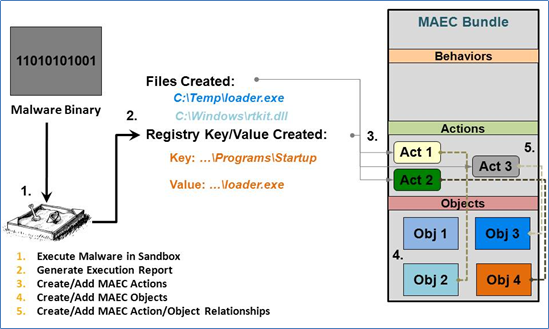 11010101001
Malware Binary
1.
2.
Files Created:
C:\Temp\loader.exe
C:\Windows\rtkit.dll
Registry Key/Value Created:
Key: ...\Programs\Startup
Value: ...\loader.exe
3.
MAEC Bundle
Behaviors
Actions
Act 1
Act 2
Act 3
5.
Objects
Obj 1
Obj 3
4.
Obj 2
Obj 4
1. Execute Malware in Sandbox
2. Generate Execution Report
3. Create/Add MAEC Actions
4. Create/Add MAEC Objects
5. Create/Add MAEC Action/Object Relationships